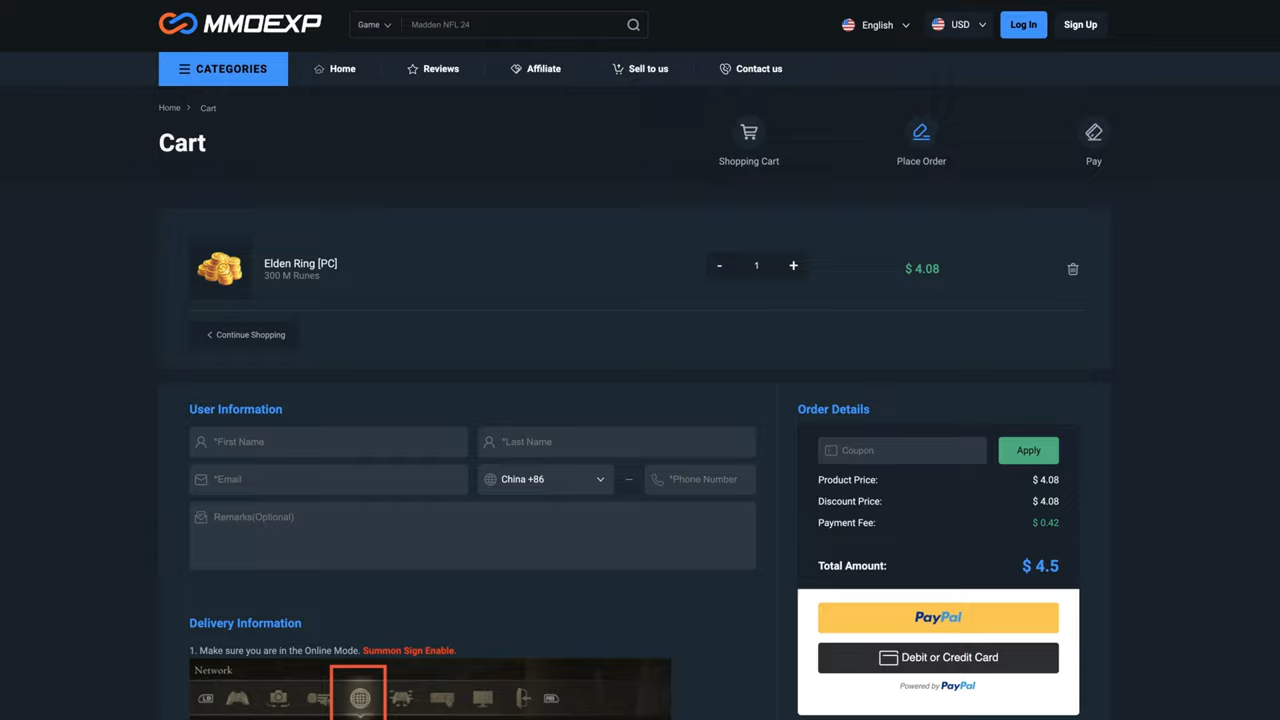 MMOEXP
Game
Madden NFL 24
English
USD
Log In
Sign Up
CATEGORIES
Home
Reviews
Affiliate
Sell to us
Contact us
Home > Cart
Cart
Shopping Cart
Place Order
Pay
Elden Ring [PC]
300 M Runes
- 1 +
$ 4.08
< Continue Shopping
User Information
*First Name
*Last Name
*Email
China +86
*Phone Number
Remarks(Optional)
Order Details
Coupon
Apply
Product Price: $ 4.08
Discount Price: $ 4.08
Payment Fee: $ 0.42
Total Amount: $ 4.5
PayPal
Debit or Credit Card
Powered by PayPal
Delivery Information
1. Make sure you are in the Online Mode. Summon Sign Enable.
Network
LB